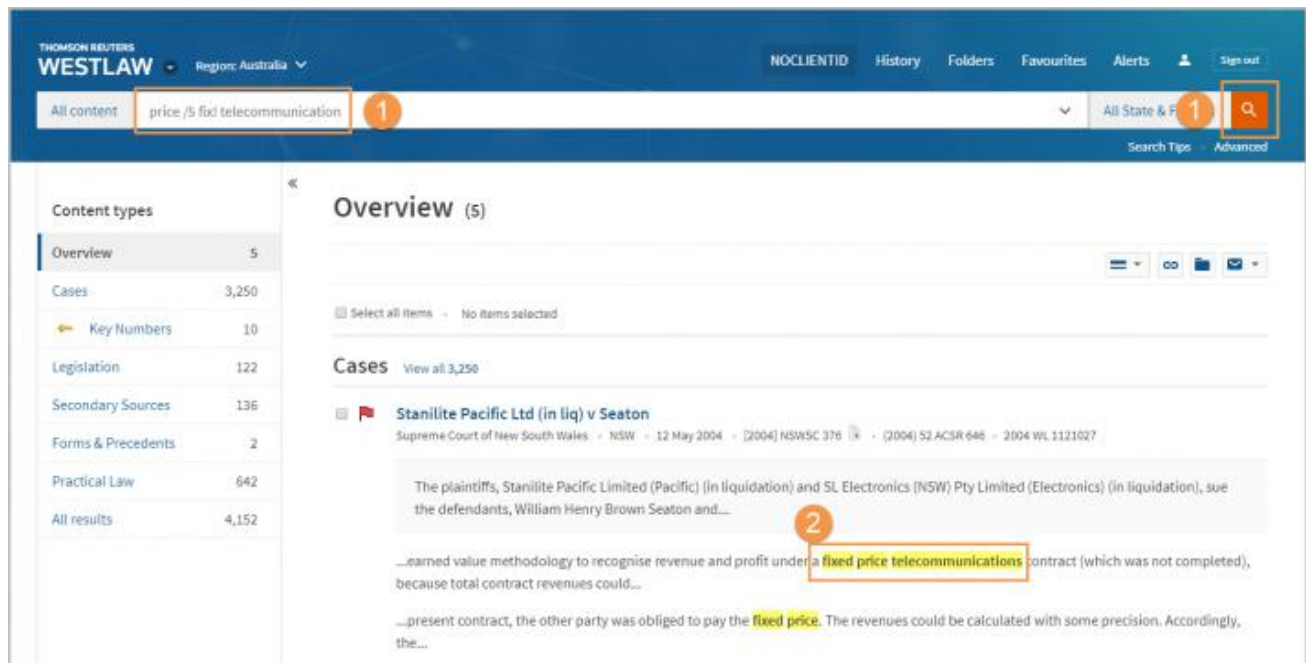 THOMSON REUTERS
WESTLAW Region: Australia NOCLIENTID History Folders Favourites Alerts Sign out
All content price /5 fix! telecommunication 1 All State & F 1
Search Tips Advanced
Content types
Overview 5
Cases 3,250
Key Numbers 10
Legislation 122
Secondary Sources 136
Forms & Precedents 2
Practical Law 642
All results 4,152
Overview (5)
Select all items - No items selected
Cases View all 3,250
Stanilite Pacific Ltd (in liq) v Seaton
Supreme Court of New South Wales - NSW - 12 May 2004 - [2004] NSWSC 376 - (2004) 52 ACSR 646 - 2004 WL 1121027
The plaintiffs, Stanilite Pacific Limited (Pacific) (in liquidation) and SL Electronics (NSW) Pty Limited (Electronics) (in liquidation), sue
the defendants, William Henry Brown Seaton and....
2
....earned value methodology to recognise revenue and profit under a fixed price telecommunications contract (which was not completed),
because total contract revenues could....
....present contract, the other party was obliged to pay the fixed price. The revenues could be calculated with some precision. Accordingly,
the....